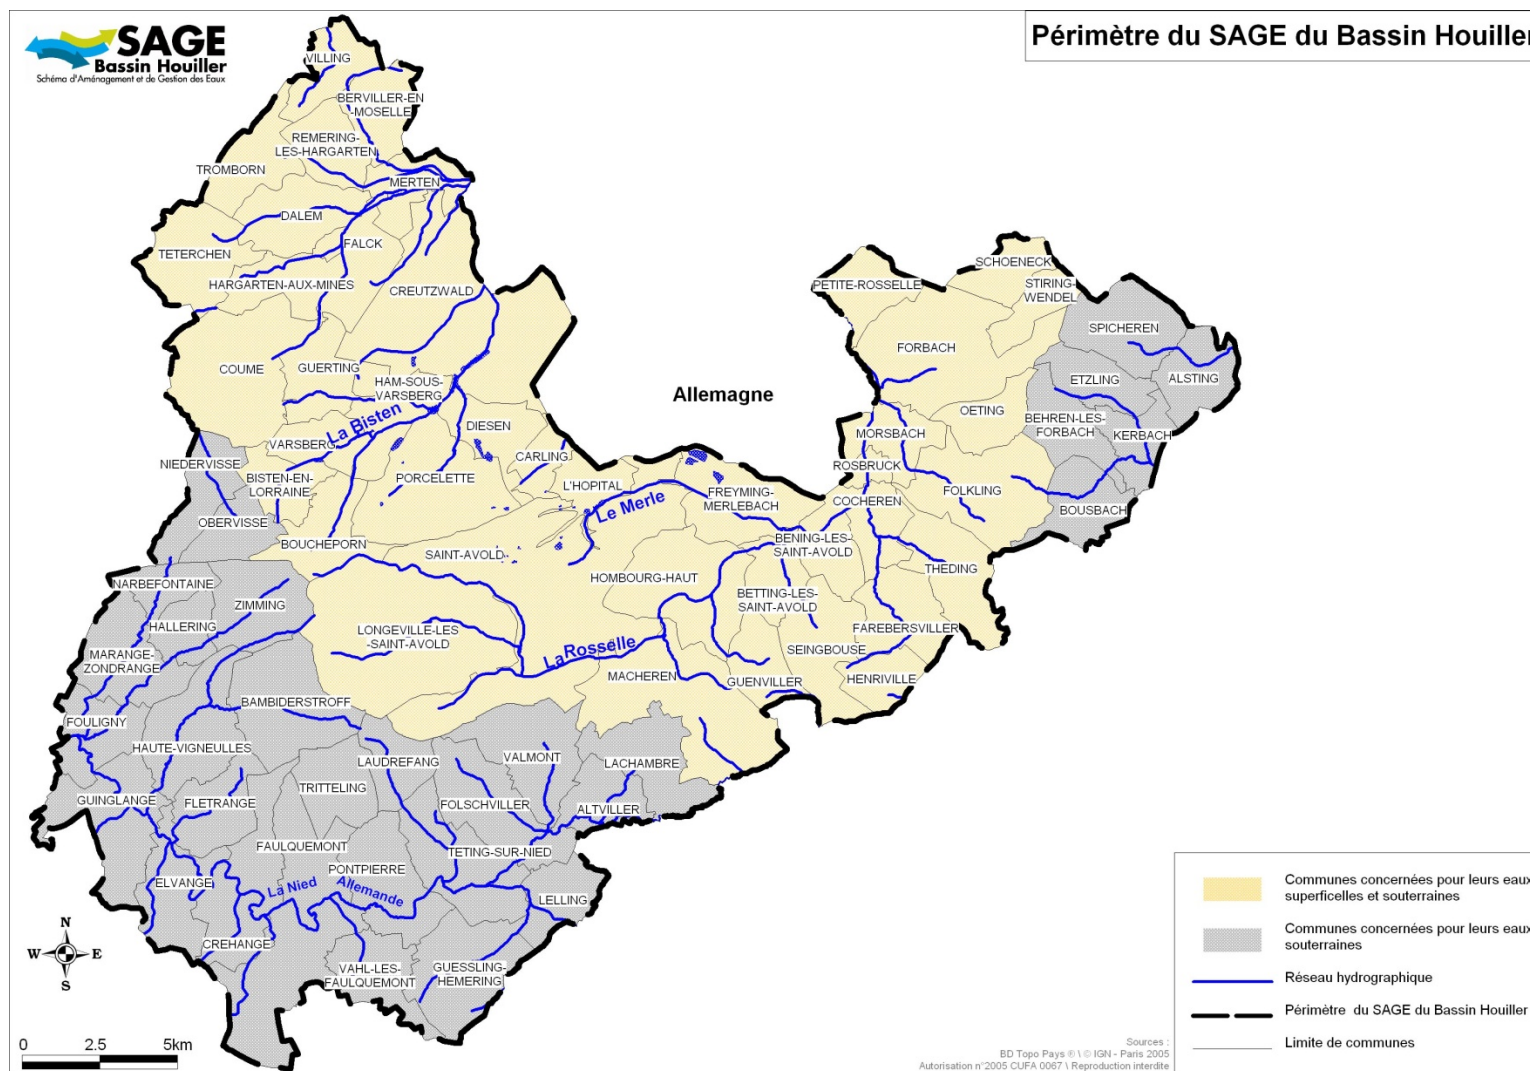 SAGE
Bassin Houiller
Schéma d'Aménagement et de Gestion des Eaux
Périmètre du SAGE du Bassin Houiller
VILLING
BERVILLER-EN
-MOSELLE
REMERING-
LES-HARGARTEN
TROMBORN
MERTEN
DALEM
FALCK
TETERCHEN
HARGARTEN-AUX-MINES
CREUTZWALD
SCHOENECK
PETITE-ROSSELLE
STIRING-
WENDEL
SPICHEREN
FORBACH
COUME
GUERTING
HAM-SOUS-
VARSBERG
Allemagne
ETZLING
ALSTING
OETING
BEHREN-LES-
FORBACH
KERBACH
La Bisten
DIESEN
VARSBERG
MORSBACH
NIEDERVISSE
CARLING
ROSBRUCK
BISTEN-EN-
LORRAINE
PORCELETTE
L'HOPITAL
FREYMING-
MERLEBACH
COCHEREN
FOLKLING
Le Merle
OBERVISSE
BOUSBACH
BOUCHEPORN
SAINT-AVOLD
BENING-LES-
SAINT-AVOLD
THEDING
NARBEFONTAINE
HOMBOURG-HAUT
ZIMMING
BETTING-LES-
SAINT-AVOLD
HALLERING
LONGEVILLE-LES
-SAINT-AVOLD
FAREBERSVILLER
La Rosselle
SEINGBOUSE
MARANGE-
ZONDRANGE
MACHEREN
GUENVILLER
HENRIVILLE
BAMBIDERSTROFF
FOULIGNY
HAUTE-VIGNEULLES
LAUDREFANG
VALMONT
LACHAMBRE
TRITTELING
GUINGLANGE
FLETRANGE
FOLSCHVILLER
ALTVILLER
FAULQUEMONT
TETING-SUR-NIED
PONTPIERRE
ELVANGE
La Nied Allemande
LELLING
CREHANGE
VAHL-LES-
FAULQUEMONT
GUESSLING-
HEMERING
N
W E
S
0 2.5 5km
Communes concernées pour leurs eaux
superficelles et souterraines
Communes concernées pour leurs eaux
souterraines
Réseau hydrographique
Périmètre du SAGE du Bassin Houiller
Limite de communes
Sources :
BD Topo Pays ® \ © IGN - Paris 2005
Autorisation n°2005 CUFA 0067 \ Reproduction interdite